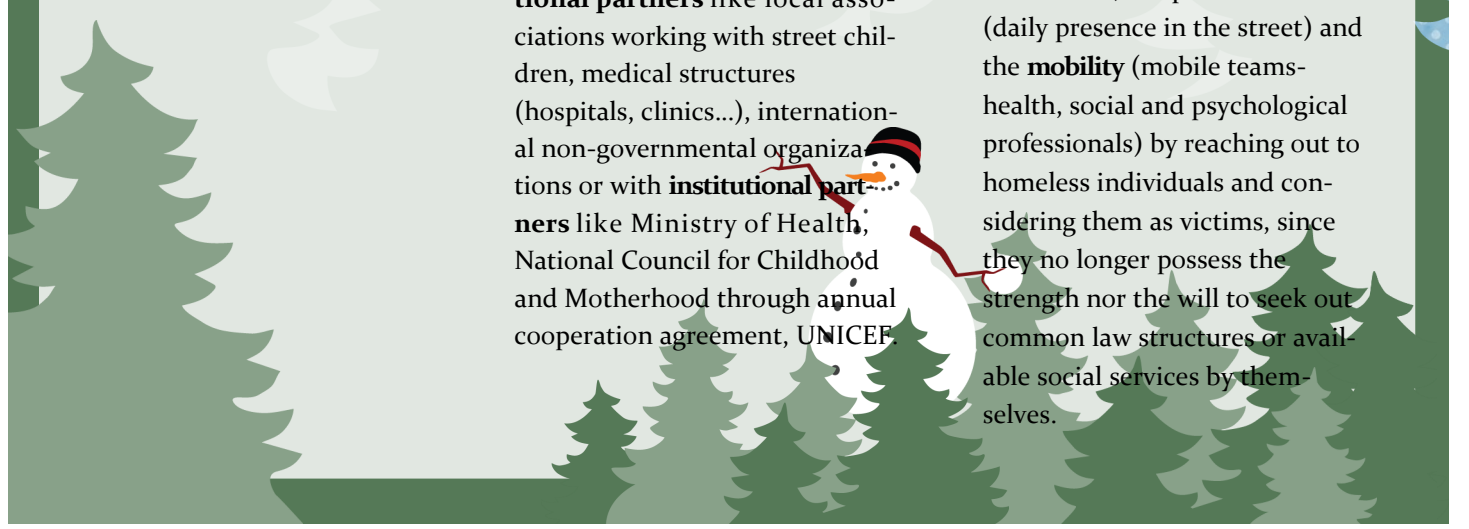 tional partners like local asso-
ciations working with street chil-
dren, medical structures
(hospitals, clinics...), internation-
al non-governmental organiza-
tions or with institutional part-
ners like Ministry of Health,
National Council for Childhood
and Motherhood through annual
cooperation agreement, UNICEF.
(daily presence in the street) and
the mobility (mobile teams-
health, social and psychological
professionals) by reaching out to
homeless individuals and con-
sidering them as victims, since
they no longer possess the
strength nor the will to seek out
common law structures or avail-
able social services by them-
selves.